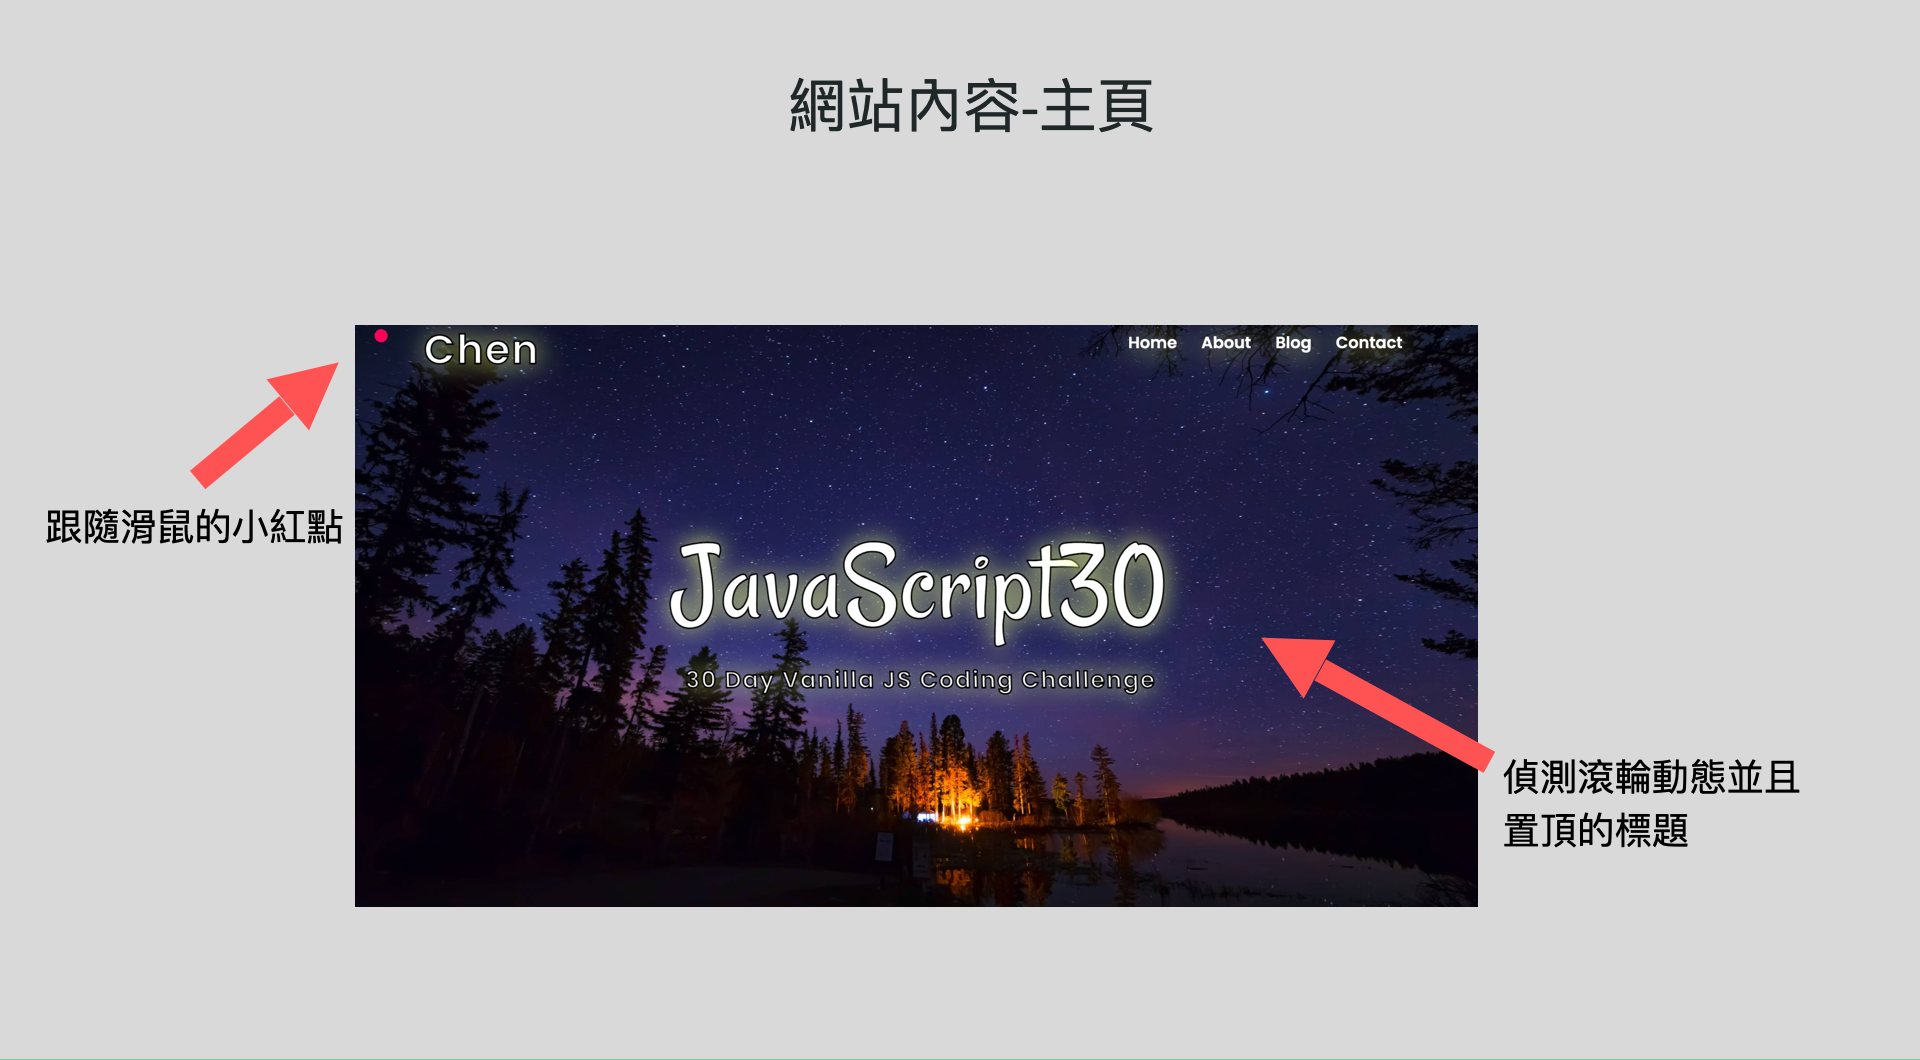 網站內容-主頁
Chen
Home About Blog Contact
跟隨滑鼠的小紅點
JavaScript30
30 Day Vanilla JS Coding Challenge
偵測滾輪動態並且
置頂的標題